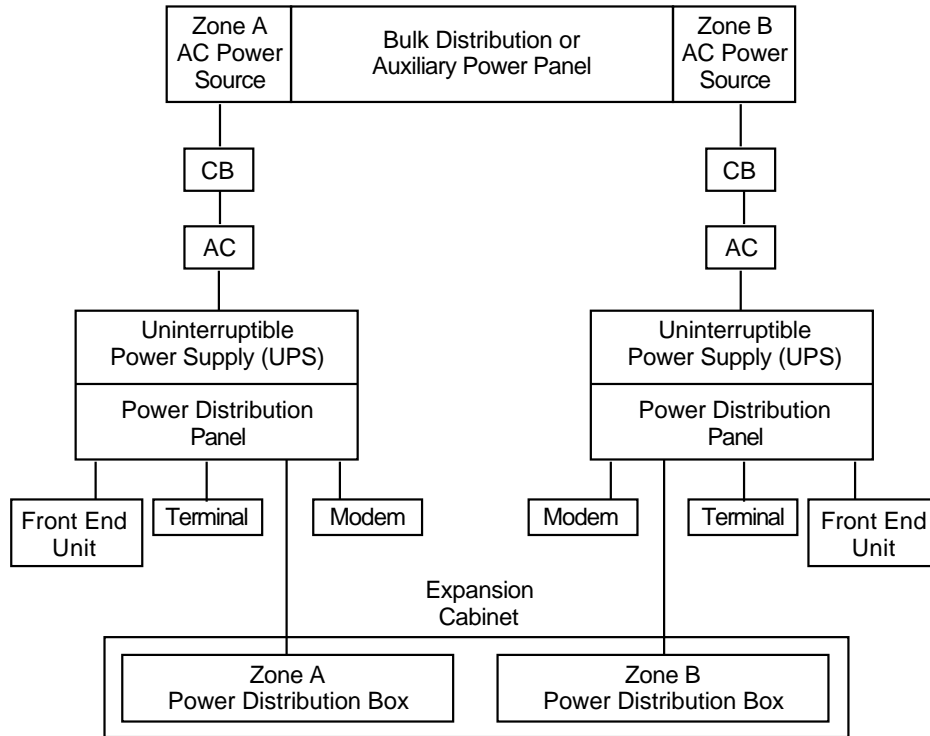 Zone A
AC Power
Source
Bulk Distribution or
Auxiliary Power Panel
Zone B
AC Power
Source
CB
CB
AC
AC
Uninterruptible
Power Supply (UPS)
Uninterruptible
Power Supply (UPS)
Power Distribution
Panel
Power Distribution
Panel
Front End
Unit
Terminal
Modem
Modem
Terminal
Front End
Unit
Expansion
Cabinet
Zone A
Power Distribution Box
Zone B
Power Distribution Box